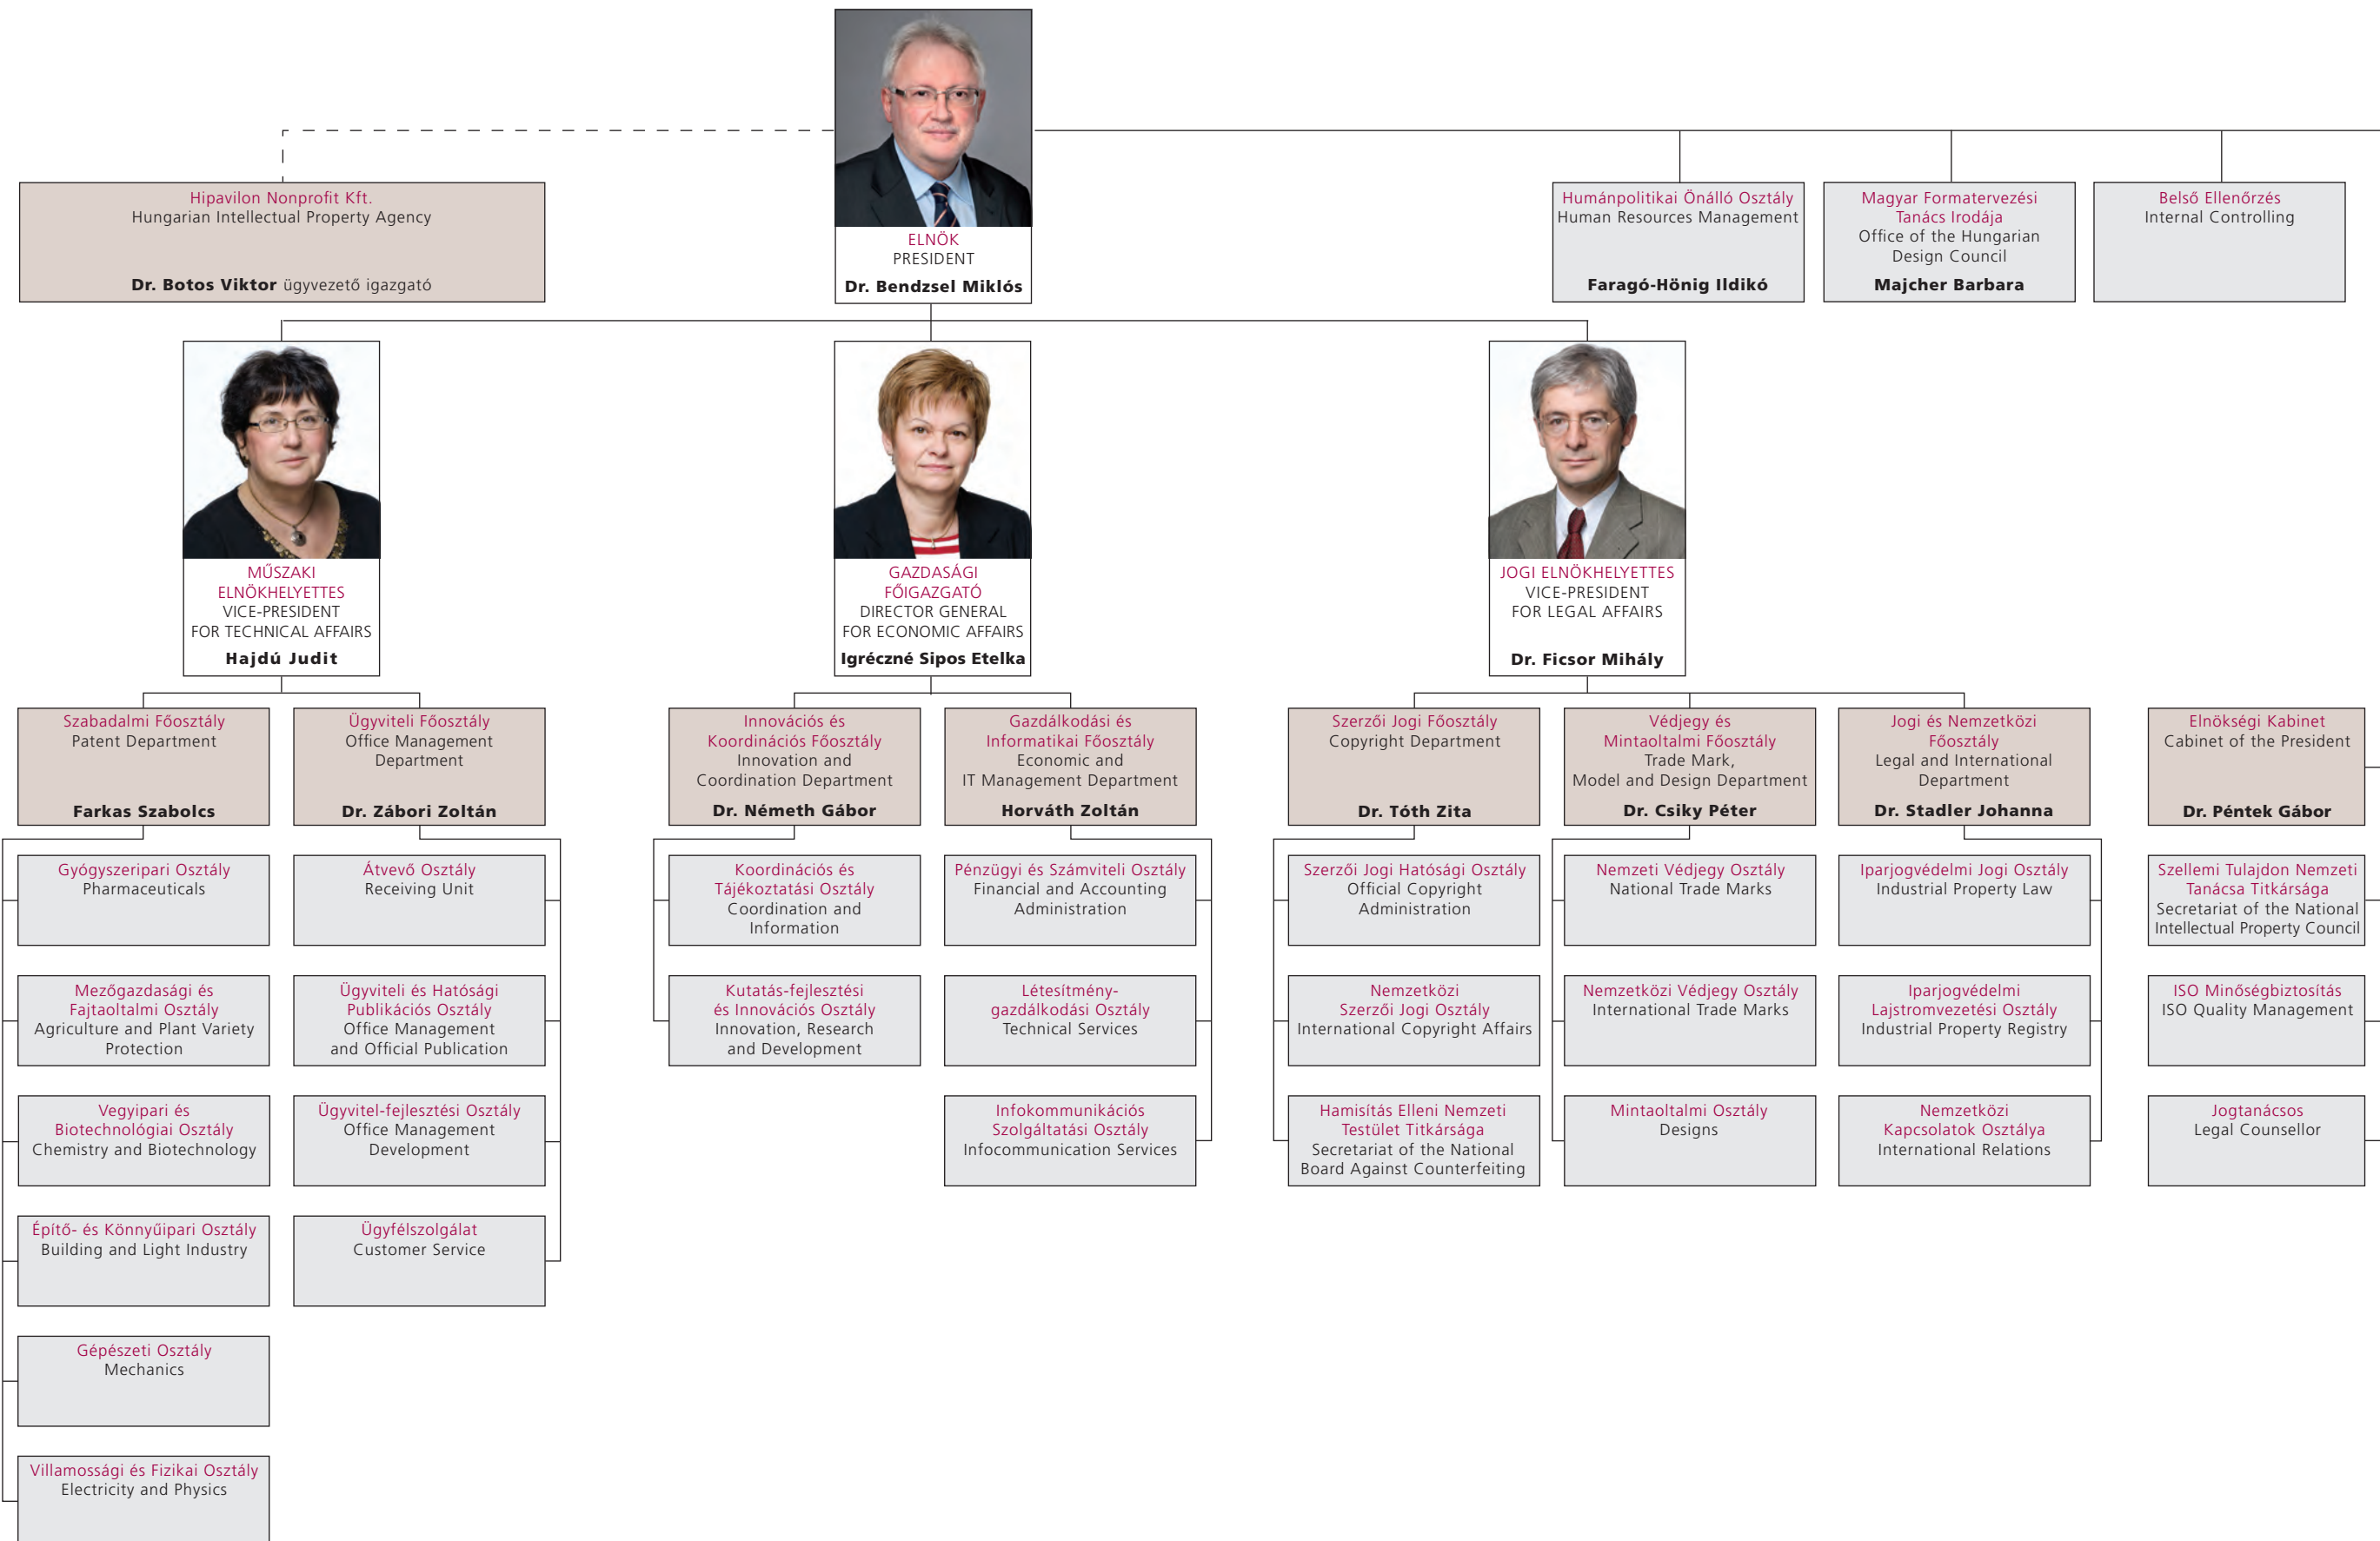 Hipavilon Nonprofit Kft.
Hungarian Intellectual Property Agency
Dr. Botos Viktor ügyvezető igazgató
ELNÖK
PRESIDENT
Dr. Bendzsel Miklós
Humánpolitikai Önálló Osztály
Human Resources Management
Faragó-Hönig Ildikó
Magyar Formatervezési
Tanács Irodája
Office of the Hungarian
Design Council
Majcher Barbara
Belső Ellenőrzés
Internal Controlling
MŰSZAKI
ELNÖKHELYETTES
VICE-PRESIDENT
FOR TECHNICAL AFFAIRS
Hajdú Judit
GAZDASÁGI
FŐIGAZGATÓ
DIRECTOR GENERAL
FOR ECONOMIC AFFAIRS
Igréczné Sipos Etelka
JOGI ELNÖKHELYETTES
VICE-PRESIDENT
FOR LEGAL AFFAIRS
Dr. Ficsor Mihály
Szabadalmi Főosztály
Patent Department
Farkas Szabolcs
Ügyviteli Főosztály
Office Management
Department
Dr. Zábori Zoltán
Innovációs és
Koordinációs Főosztály
Innovation and
Coordination Department
Dr. Németh Gábor
Gazdálkodási és
Informatikai Főosztály
Economic and
IT Management Department
Horváth Zoltán
Szerzői Jogi Főosztály
Copyright Department
Dr. Tóth Zita
Védjegy és
Mintaoltalmi Főosztály
Trade Mark,
Model and Design Department
Dr. Csiky Péter
Jogi és Nemzetközi
Főosztály
Legal and International
Department
Dr. Stadler Johanna
Elnökségi Kabinet
Cabinet of the President
Dr. Péntek Gábor
Gyógyszeripari Osztály
Pharmaceuticals
Átvevő Osztály
Receiving Unit
Koordinációs és
Tájékoztatási Osztály
Coordination and
Information
Pénzügyi és Számviteli Osztály
Financial and Accounting
Administration
Szerzői Jogi Hatósági Osztály
Official Copyright
Administration
Nemzeti Védjegy Osztály
National Trade Marks
Iparjogvédelmi Jogi Osztály
Industrial Property Law
Szellemi Tulajdon Nemzeti
Tanácsa Titkársága
Secretariat of the National
Intellectual Property Council
Mezőgazdasági és
Fajtaoltalmi Osztály
Agriculture and Plant Variety
Protection
Ügyviteli és Hatósági
Publikációs Osztály
Office Management
and Official Publication
Kutatás-fejlesztési
és Innovációs Osztály
Innovation, Research
and Development
Létesítmény-
gazdálkodási Osztály
Technical Services
Nemzetközi
Szerzői Jogi Osztály
International Copyright Affairs
Nemzetközi Védjegy Osztály
International Trade Marks
Iparjogvédelmi
Lajstromvezetési Osztály
Industrial Property Registry
ISO Minőségbiztosítás
ISO Quality Management
Vegyipari és
Biotechnológiai Osztály
Chemistry and Biotechnology
Ügyvitel-fejlesztési Osztály
Office Management
Development
Infokommunikációs
Szolgáltatási Osztály
Infocommunication Services
Hamisítás Elleni Nemzeti
Testület Titkársága
Secretariat of the National
Board Against Counterfeiting
Mintaoltalmi Osztály
Designs
Nemzetközi
Kapcsolatok Osztálya
International Relations
Jogtanácsos
Legal Counsellor
Építő- és Könnyűipari Osztály
Building and Light Industry
Ügyfélszolgálat
Customer Service
Gépészeti Osztály
Mechanics
Villamossági és Fizikai Osztály
Electricity and Physics